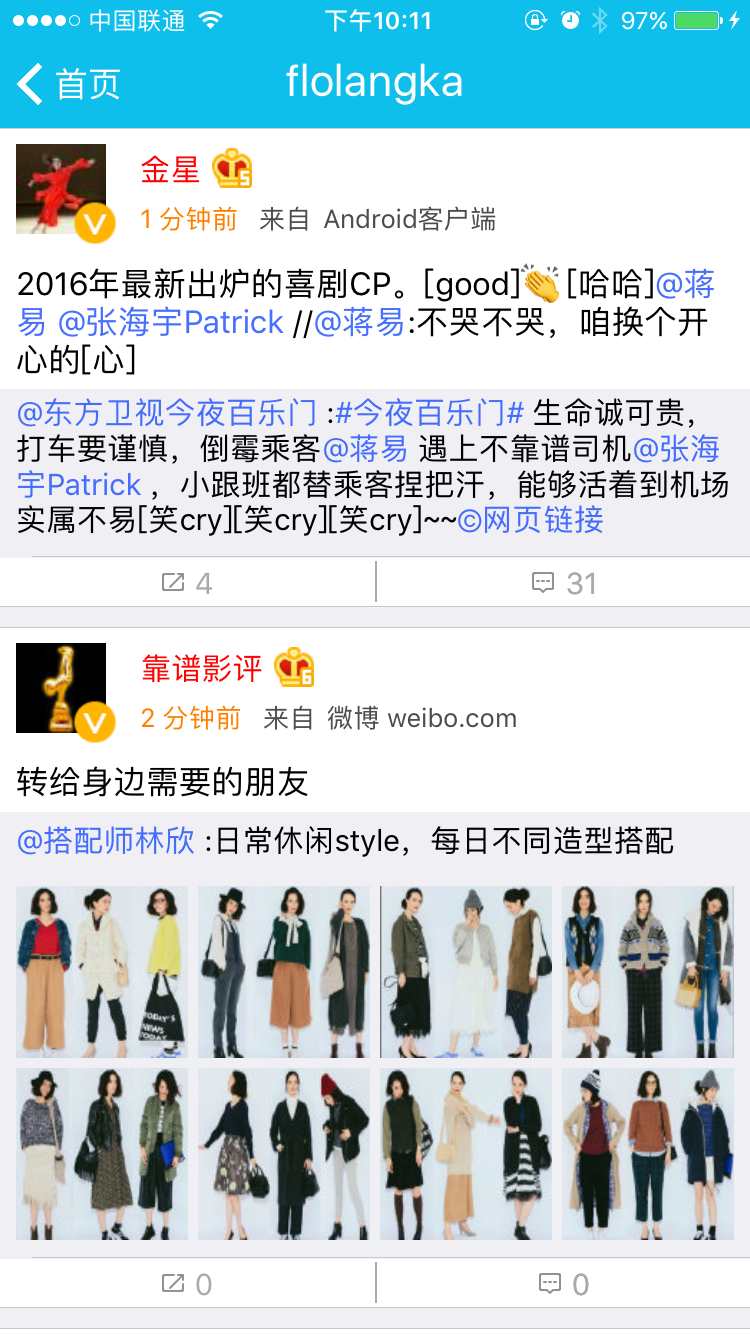 中国联通 下午10:11 97%
首页 flolangka
金星 5
1 分钟前 来自 Android客户端
2016年最新出炉的喜剧CP。[good]👏[哈哈]@蒋
易 @张海宇Patrick //@蒋易:不哭不哭，咱换个开
心的[心]
@东方卫视今夜百乐门 :#今夜百乐门# 生命诚可贵，
打车要谨慎，倒霉乘客@蒋易 遇上不靠谱司机@张海
宇Patrick ，小跟班都替乘客捏把汗，能够活着到机场
实属不易[笑cry][笑cry][笑cry]~~©网页链接
4 31
靠谱影评 6
2 分钟前 来自 微博 weibo.com
转给身边需要的朋友
@搭配师林欣 :日常休闲style，每日不同造型搭配
TODAY'S
NEWS
TODAY
0 0